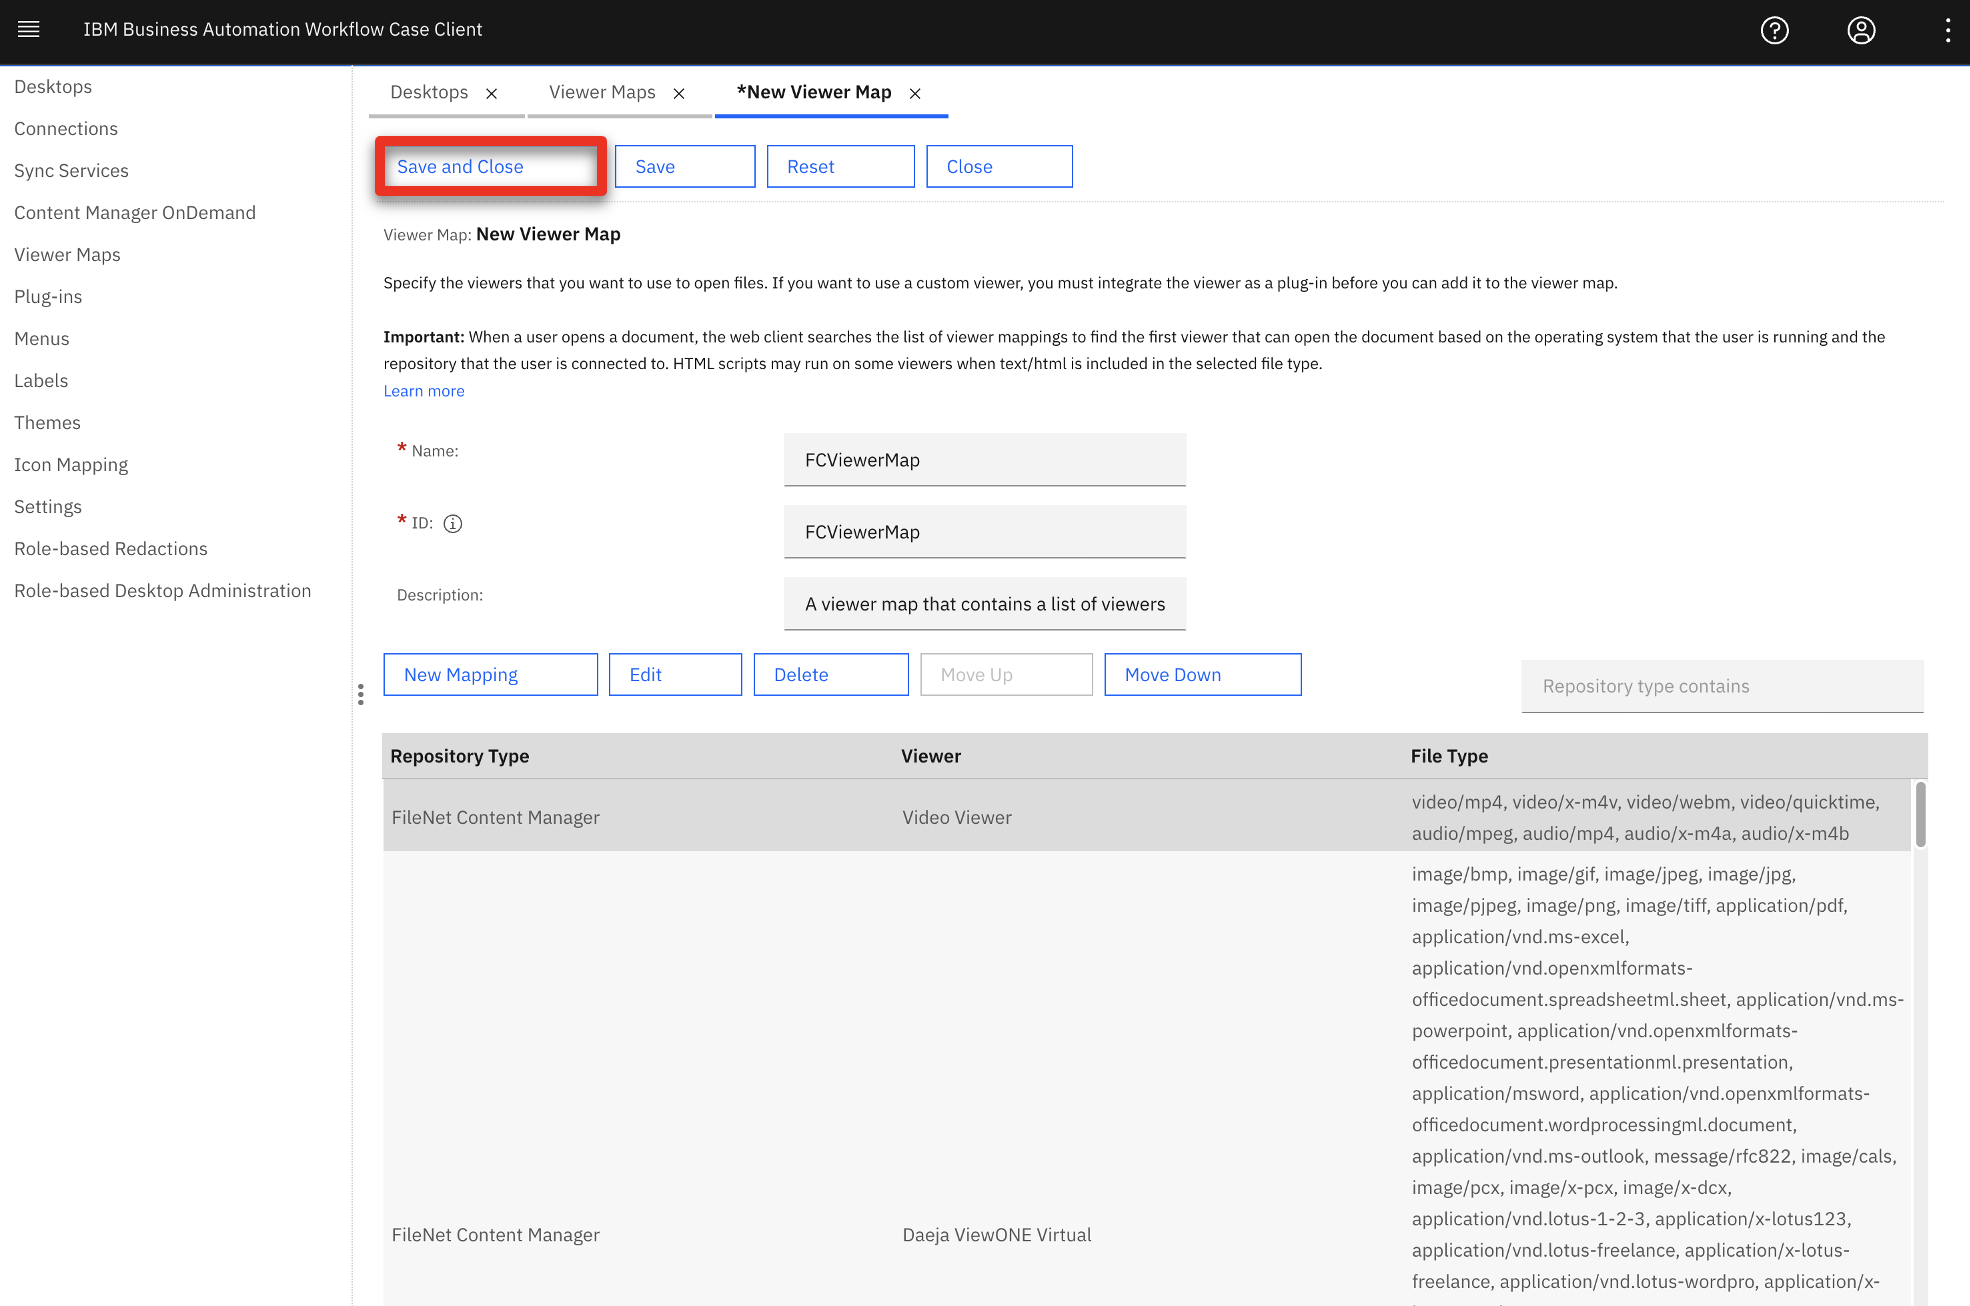 IBM Business Automation Workflow Case Client
Desktops
Connections
Sync Services
Content Manager OnDemand
Viewer Maps
Plug-ins
Menus
Labels
Themes
Icon Mapping
Settings
Role-based Redactions
Role-based Desktop Administration
Desktops
Viewer Maps
*New Viewer Map
Save and Close
Save
Reset
Close
Viewer Map: New Viewer Map
Specify the viewers that you want to use to open files. If you want to use a custom viewer, you must integrate the viewer as a plug-in before you can add it to the viewer map.
Important: When a user opens a document, the web client searches the list of viewer mappings to find the first viewer that can open the document based on the operating system that the user is running and the
repository that the user is connected to. HTML scripts may run on some viewers when text/html is included in the selected file type.
Learn more
* Name:
FCViewerMap
* ID:
FCViewerMap
Description:
A viewer map that contains a list of viewers
New Mapping
Edit
Delete
Move Up
Move Down
Repository type contains
Repository Type
Viewer
File Type
FileNet Content Manager
Video Viewer
video/mp4, video/x-m4v, video/webm, video/quicktime,
audio/mpeg, audio/mp4, audio/x-m4a, audio/x-m4b
FileNet Content Manager
Daeja ViewONE Virtual
image/bmp, image/gif, image/jpeg, image/jpg,
image/pjpeg, image/png, image/tiff, application/pdf,
application/vnd.ms-excel,
application/vnd.openxmlformats-
officedocument.spreadsheetml.sheet, application/vnd.ms-
powerpoint, application/vnd.openxmlformats-
officedocument.presentationml.presentation,
application/msword, application/vnd.openxmlformats-
officedocument.wordprocessingml.document,
application/vnd.ms-outlook, message/rfc822, image/cals,
image/pcx, image/x-pcx, image/x-dcx,
application/vnd.lotus-1-2-3, application/x-lotus123,
application/vnd.lotus-freelance, application/x-lotus-
freelance, application/vnd.lotus-wordpro, application/x-